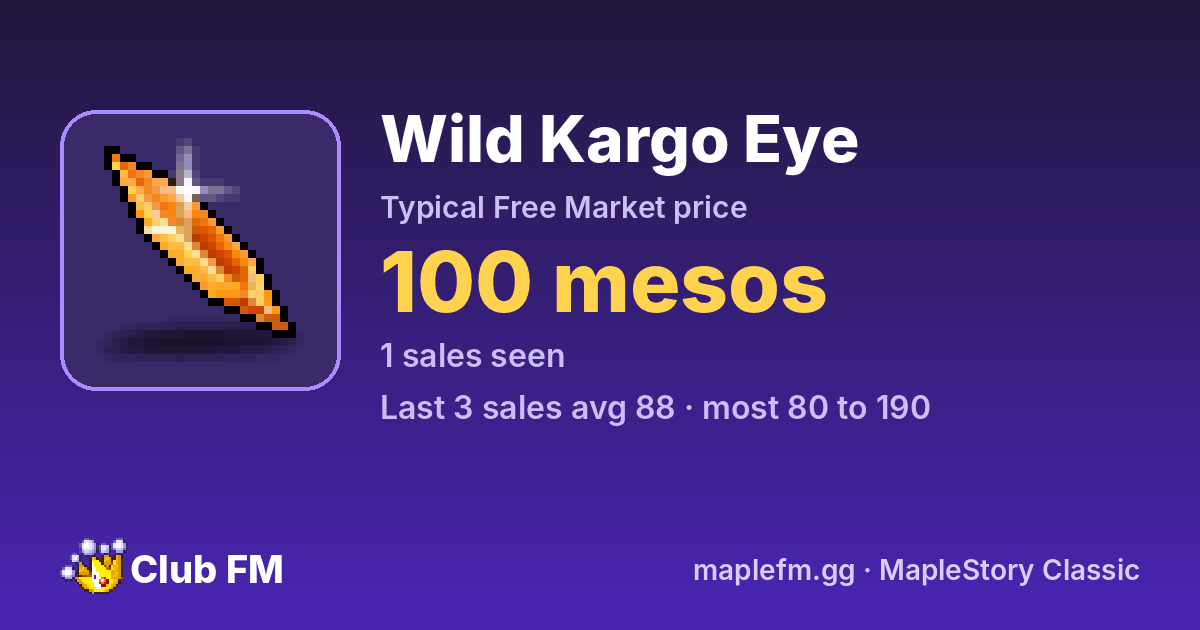 Wild Kargo Eye
Typical Free Market price
100 mesos
1 sales seen
Last 3 sales avg 88 · most 80 to 190
Club FM
maplefm.gg · MapleStory Classic